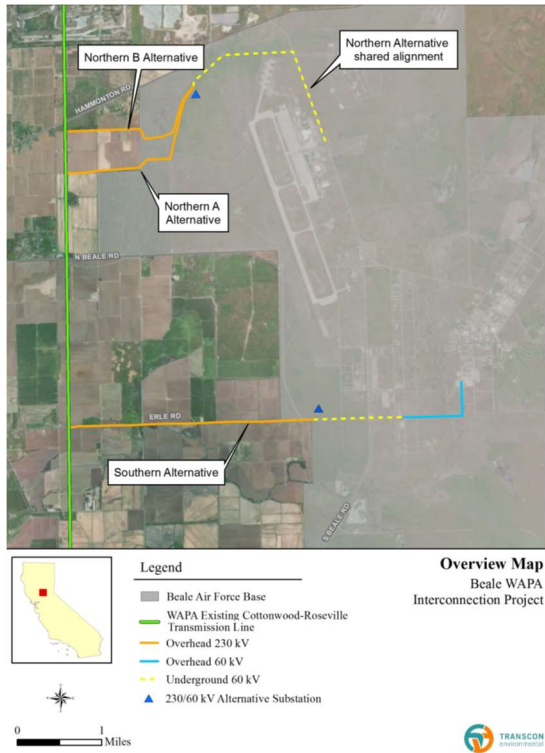 Northern B Alternative
Northern Alternative
shared alignment
HAMMONTON RD
Northern A
Alternative
N BEALE RD
ERLE RD
Southern Alternative
S BEALE RD
Legend
Beale Air Force Base
WAPA Existing Cottonwood-Roseville
Transmission Line
Overhead 230 kV
Overhead 60 kV
Underground 60 kV
230/60 kV Alternative Substation
0 1
Miles
Overview Map
Beale WAPA
Interconnection Project
TRANSCON
environmental